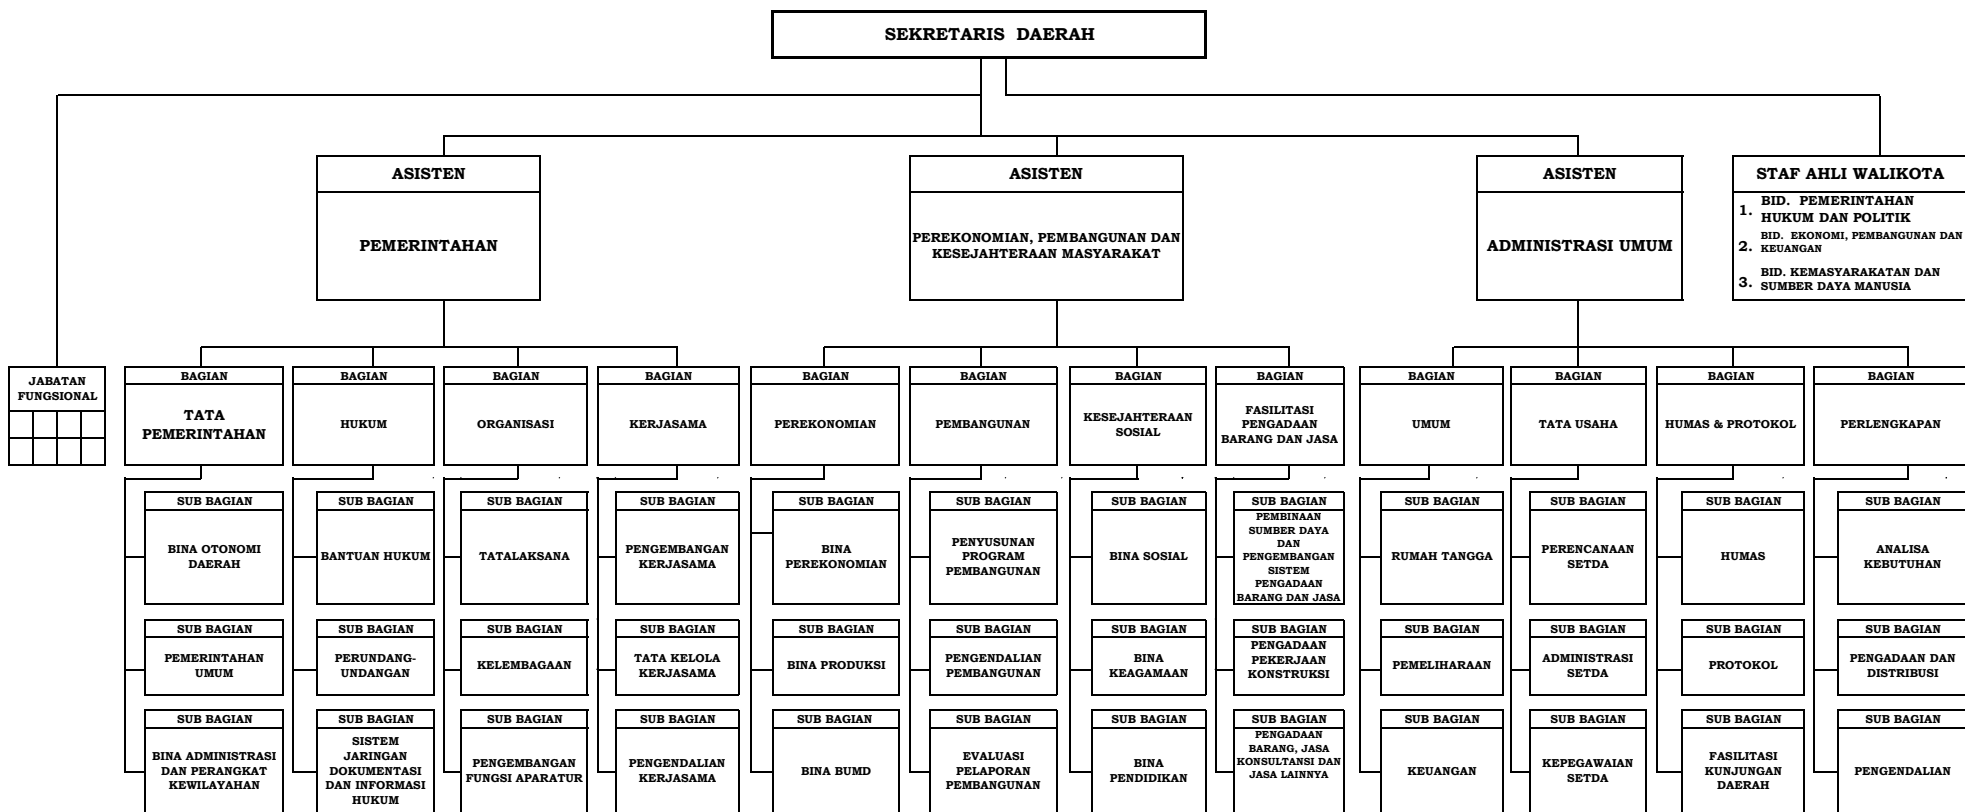 SEKRETARIS DAERAH
ASISTEN
PEMERINTAHAN
ASISTEN
PEREKONOMIAN, PEMBANGUNAN DAN
KESEJAHTERAAN MASYARAKAT
ASISTEN
ADMINISTRASI UMUM
STAF AHLI WALIKOTA
1. BID. PEMERINTAHAN
HUKUM DAN POLITIK
2. BID. EKONOMI, PEMBANGUNAN DAN
KEUANGAN
3. BID. KEMASYARAKATAN DAN
SUMBER DAYA MANUSIA
JABATAN
FUNGSIONAL
BAGIAN
TATA
PEMERINTAHAN
BAGIAN
HUKUM
BAGIAN
ORGANISASI
BAGIAN
KERJASAMA
BAGIAN
PEREKONOMIAN
BAGIAN
PEMBANGUNAN
BAGIAN
KESEJAHTERAAN
SOSIAL
BAGIAN
FASILITASI
PENGADAAN
BARANG DAN JASA
BAGIAN
UMUM
BAGIAN
TATA USAHA
BAGIAN
HUMAS & PROTOKOL
BAGIAN
PERLENGKAPAN
SUB BAGIAN
BINA OTONOMI
DAERAH
SUB BAGIAN
BANTUAN HUKUM
SUB BAGIAN
TATALAKSANA
SUB BAGIAN
PENGEMBANGAN
KERJASAMA
SUB BAGIAN
BINA
PEREKONOMIAN
SUB BAGIAN
PENYUSUNAN
PROGRAM
PEMBANGUNAN
SUB BAGIAN
BINA SOSIAL
SUB BAGIAN
PEMBINAAN
SUMBER DAYA
DAN
PENGEMBANGAN
SISTEM
PENGADAAN
BARANG DAN JASA
SUB BAGIAN
RUMAH TANGGA
SUB BAGIAN
PERENCANAAN
SETDA
SUB BAGIAN
HUMAS
SUB BAGIAN
ANALISA
KEBUTUHAN
SUB BAGIAN
PEMERINTAHAN
UMUM
SUB BAGIAN
PERUNDANG-
UNDANGAN
SUB BAGIAN
KELEMBAGAAN
SUB BAGIAN
TATA KELOLA
KERJASAMA
SUB BAGIAN
BINA PRODUKSI
SUB BAGIAN
PENGENDALIAN
PEMBANGUNAN
SUB BAGIAN
BINA
KEAGAMAAN
SUB BAGIAN
PENGADAAN
PEKERJAAN
KONSTRUKSI
SUB BAGIAN
PEMELIHARAAN
SUB BAGIAN
ADMINISTRASI
SETDA
SUB BAGIAN
PROTOKOL
SUB BAGIAN
PENGADAAN DAN
DISTRIBUSI
SUB BAGIAN
BINA ADMINISTRASI
DAN PERANGKAT
KEWILAYAHAN
SUB BAGIAN
SISTEM
JARINGAN
DOKUMENTASI
DAN INFORMASI
HUKUM
SUB BAGIAN
PENGEMBANGAN
FUNGSI APARATUR
SUB BAGIAN
PENGENDALIAN
KERJASAMA
SUB BAGIAN
BINA BUMD
SUB BAGIAN
EVALUASI
PELAPORAN
PEMBANGUNAN
SUB BAGIAN
BINA
PENDIDIKAN
SUB BAGIAN
PENGADAAN
BARANG, JASA
KONSULTANSI DAN
JASA LAINNYA
SUB BAGIAN
KEUANGAN
SUB BAGIAN
KEPEGAWAIAN
SETDA
SUB BAGIAN
FASILITASI
KUNJUNGAN
DAERAH
SUB BAGIAN
PENGENDALIAN